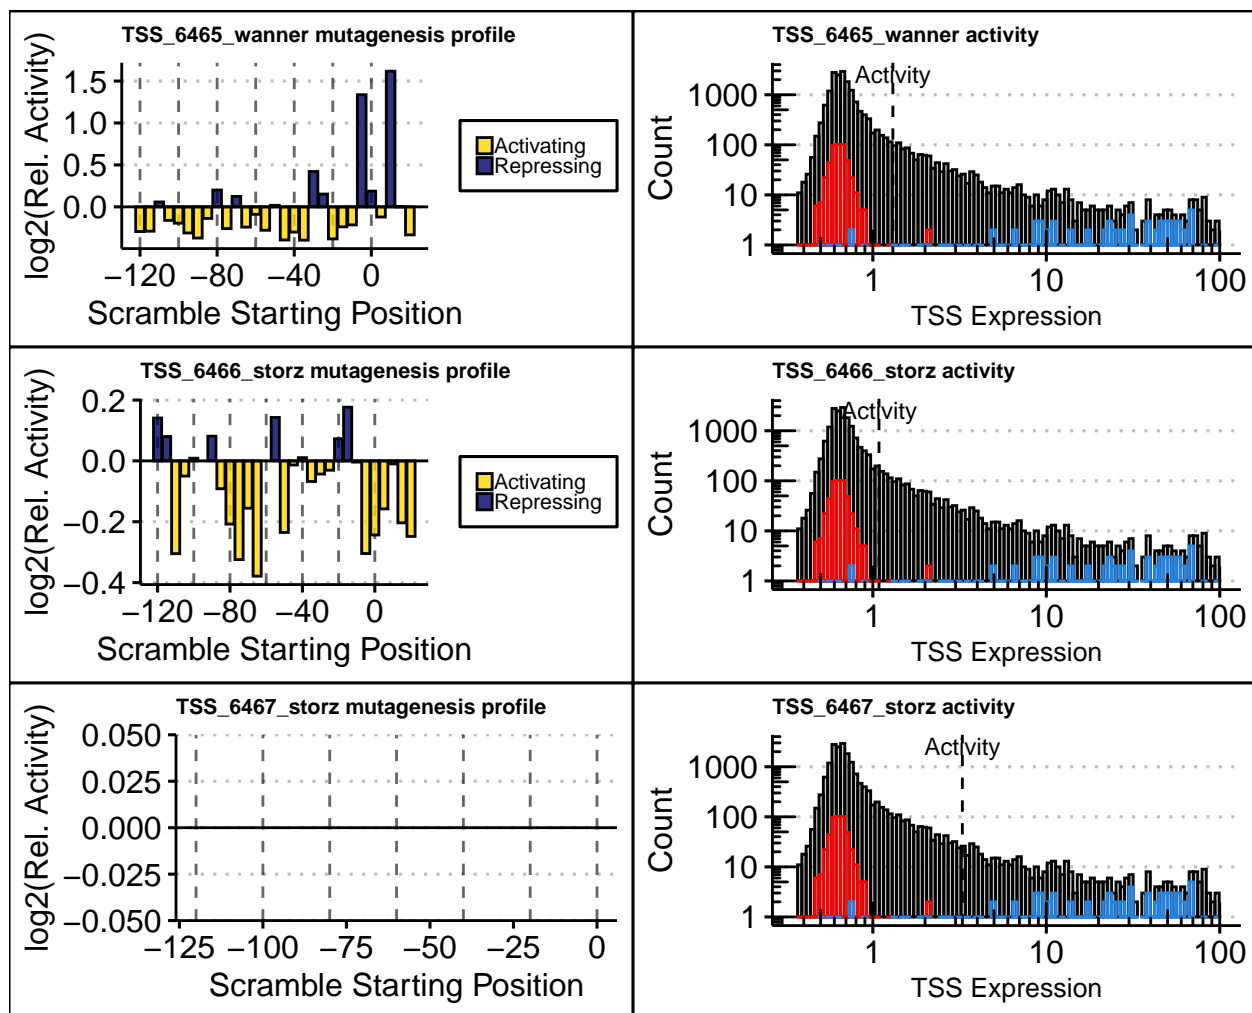 TSS_6465_wanner mutagenesis profile
log2(Rel. Activity)
1.5
1.0
0.5
0.0
−120 −80 −40 0
Scramble Starting Position
Activating
Repressing
TSS_6465_wanner activity
Count
1000
100
10
1
Activity
1 10 100
TSS Expression
TSS_6466_storz mutagenesis profile
log2(Rel. Activity)
0.2
0.0
−0.2
−0.4
−120 −80 −40 0
Scramble Starting Position
Activating
Repressing
TSS_6466_storz activity
Count
1000
100
10
1
Activity
1 10 100
TSS Expression
TSS_6467_storz mutagenesis profile
log2(Rel. Activity)
0.050
0.025
0.000
−0.025
−0.050
−125 −100 −75 −50 −25 0
Scramble Starting Position
TSS_6467_storz activity
Count
1000
100
10
1
Activity
1 10 100
TSS Expression